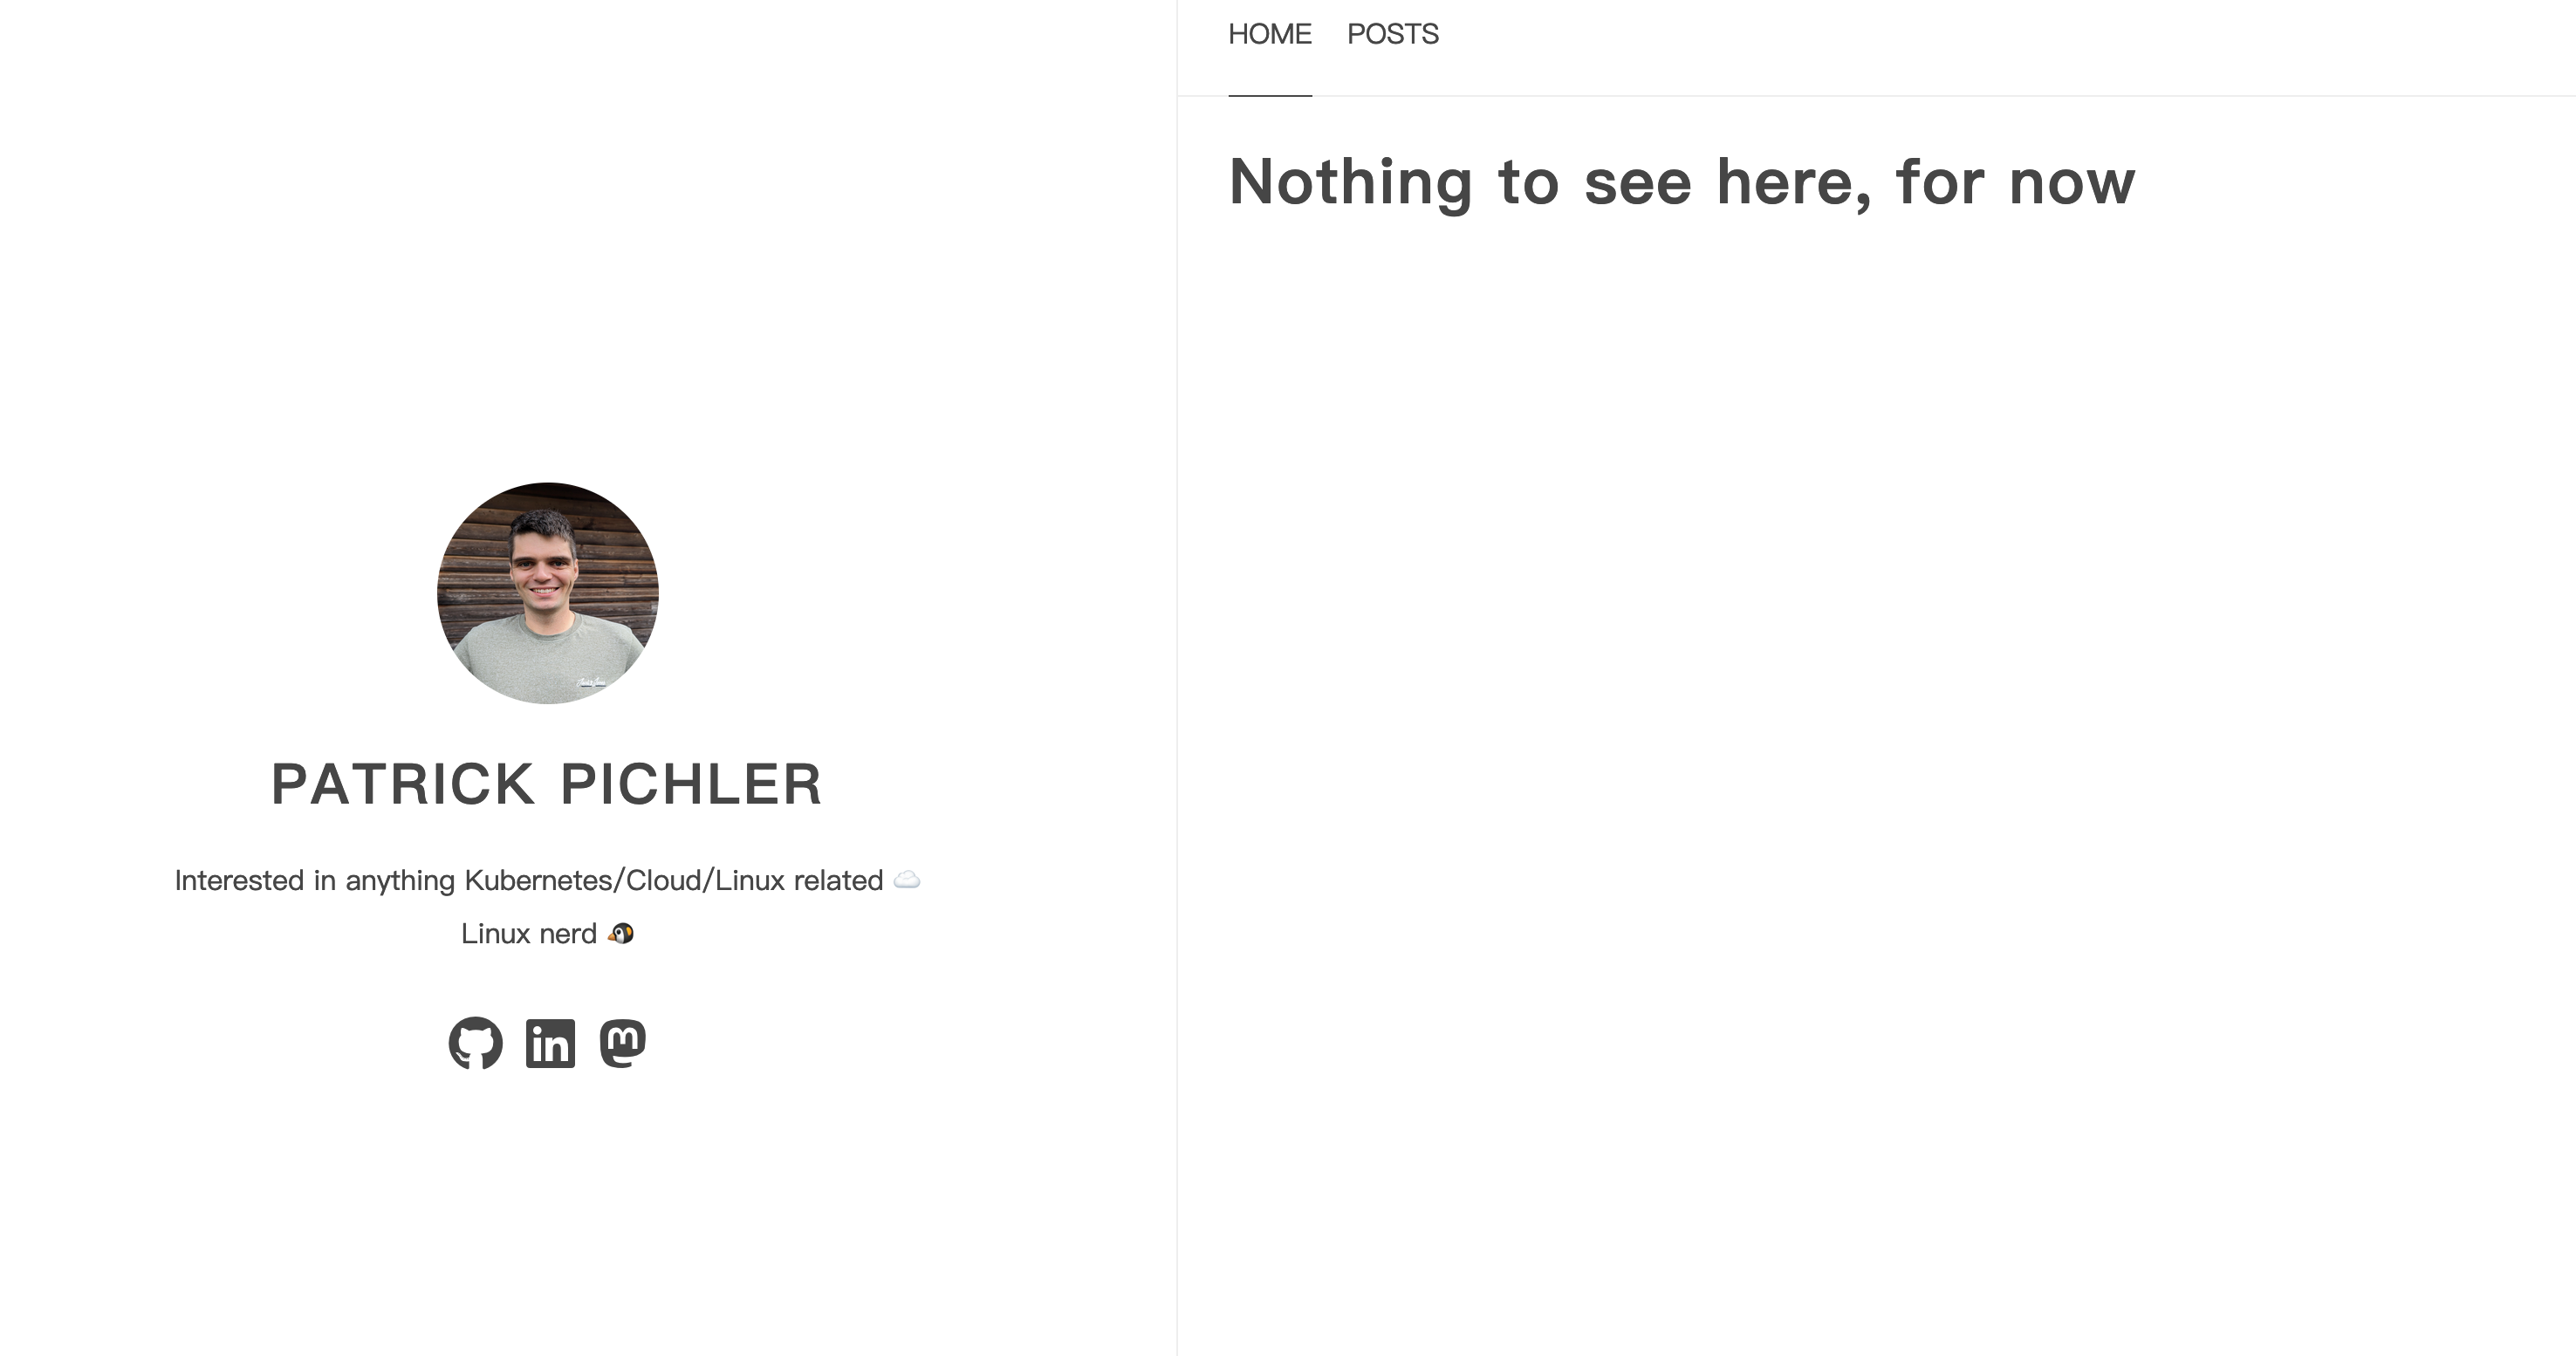 HOME POSTS
Nothing to see here, for now
PATRICK PICHLER
Interested in anything Kubernetes/Cloud/Linux related ☁️
Linux nerd 🐧